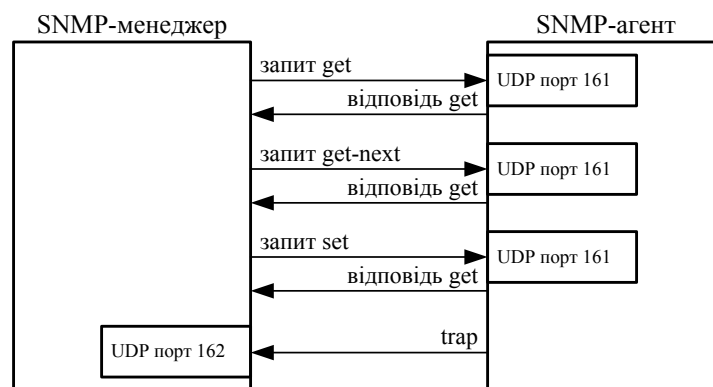 SNMP-менеджер
SNMP-агент
запит get
UDP порт 161
відповідь get
запит get-next
UDP порт 161
відповідь get
запит set
UDP порт 161
відповідь get
trap
UDP порт 162